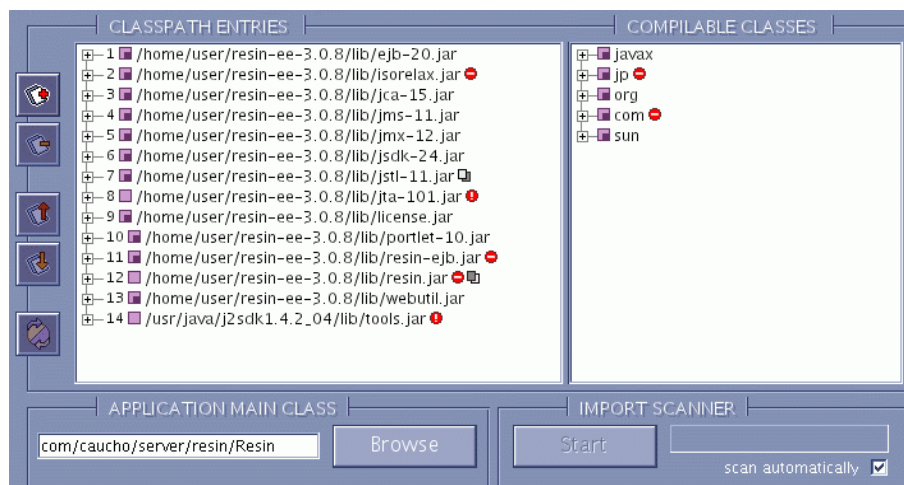 CLASSPATH ENTRIES
1 /home/user/resin-ee-3.0.8/lib/ejb-20.jar
2 /home/user/resin-ee-3.0.8/lib/isorelax.jar
3 /home/user/resin-ee-3.0.8/lib/jca-15.jar
4 /home/user/resin-ee-3.0.8/lib/jms-11.jar
5 /home/user/resin-ee-3.0.8/lib/jmx-12.jar
6 /home/user/resin-ee-3.0.8/lib/jsdk-24.jar
7 /home/user/resin-ee-3.0.8/lib/jstl-11.jar
8 /home/user/resin-ee-3.0.8/lib/jta-101.jar
9 /home/user/resin-ee-3.0.8/lib/license.jar
10 /home/user/resin-ee-3.0.8/lib/portlet-10.jar
11 /home/user/resin-ee-3.0.8/lib/resin-ejb.jar
12 /home/user/resin-ee-3.0.8/lib/resin.jar
13 /home/user/resin-ee-3.0.8/lib/webutil.jar
14 /usr/java/j2sdk1.4.2_04/lib/tools.jar
COMPILABLE CLASSES
javax
jp
org
com
sun
APPLICATION MAIN CLASS
com/caucho/server/resin/Resin
Browse
IMPORT SCANNER
Start
scan automatically